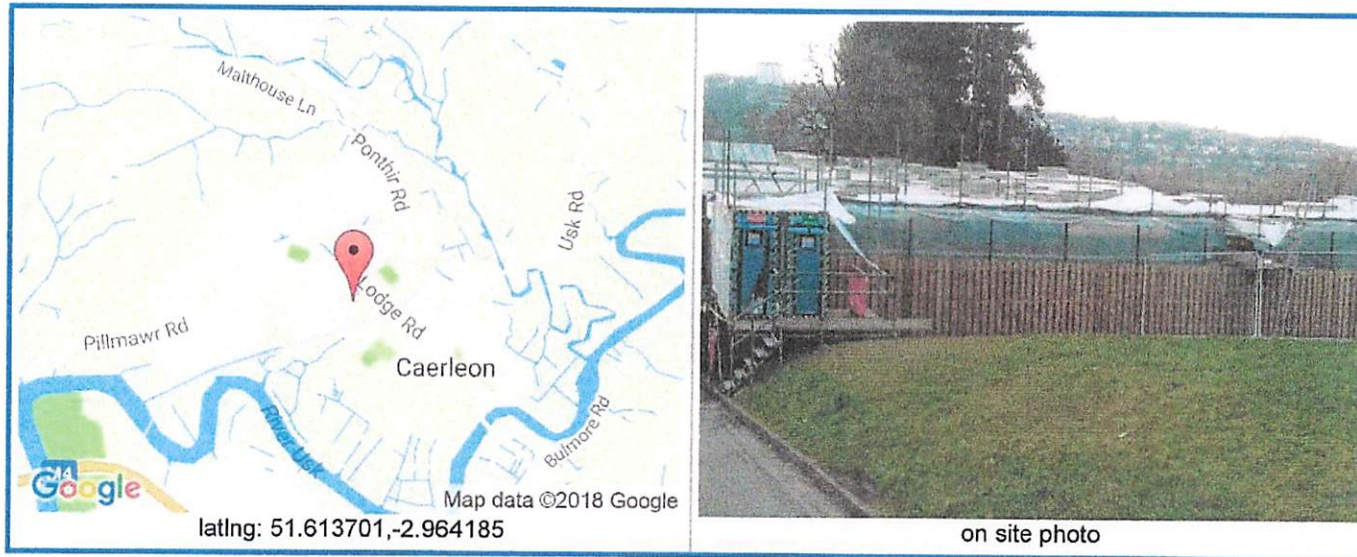 Malthouse Ln
Ponthir Rd
Usk Rd
Lodge Rd
Pillmawr Rd
Caerleon
River Usk
Bulmore Rd
M4
Google
Map data ©2018 Google
latlng: 51.613701,-2.964185
on site photo